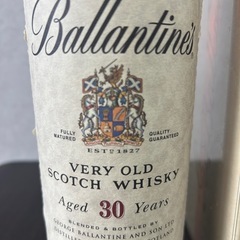 Ballantine's
FULLY MATURED
QUALITY GUARANTEED
ESTD 1827
VERY OLD
SCOTCH WHISKY
Aged 30 Years
BLENDED & BOTTLED BY
GEORGE BALLANTINE AND SON LTD